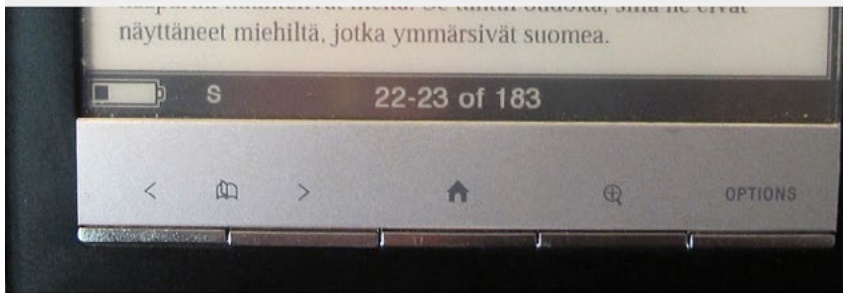 näyttäneet miehiltä, jotka ymmärsivät suomea.
S 22-23 of 183
OPTIONS